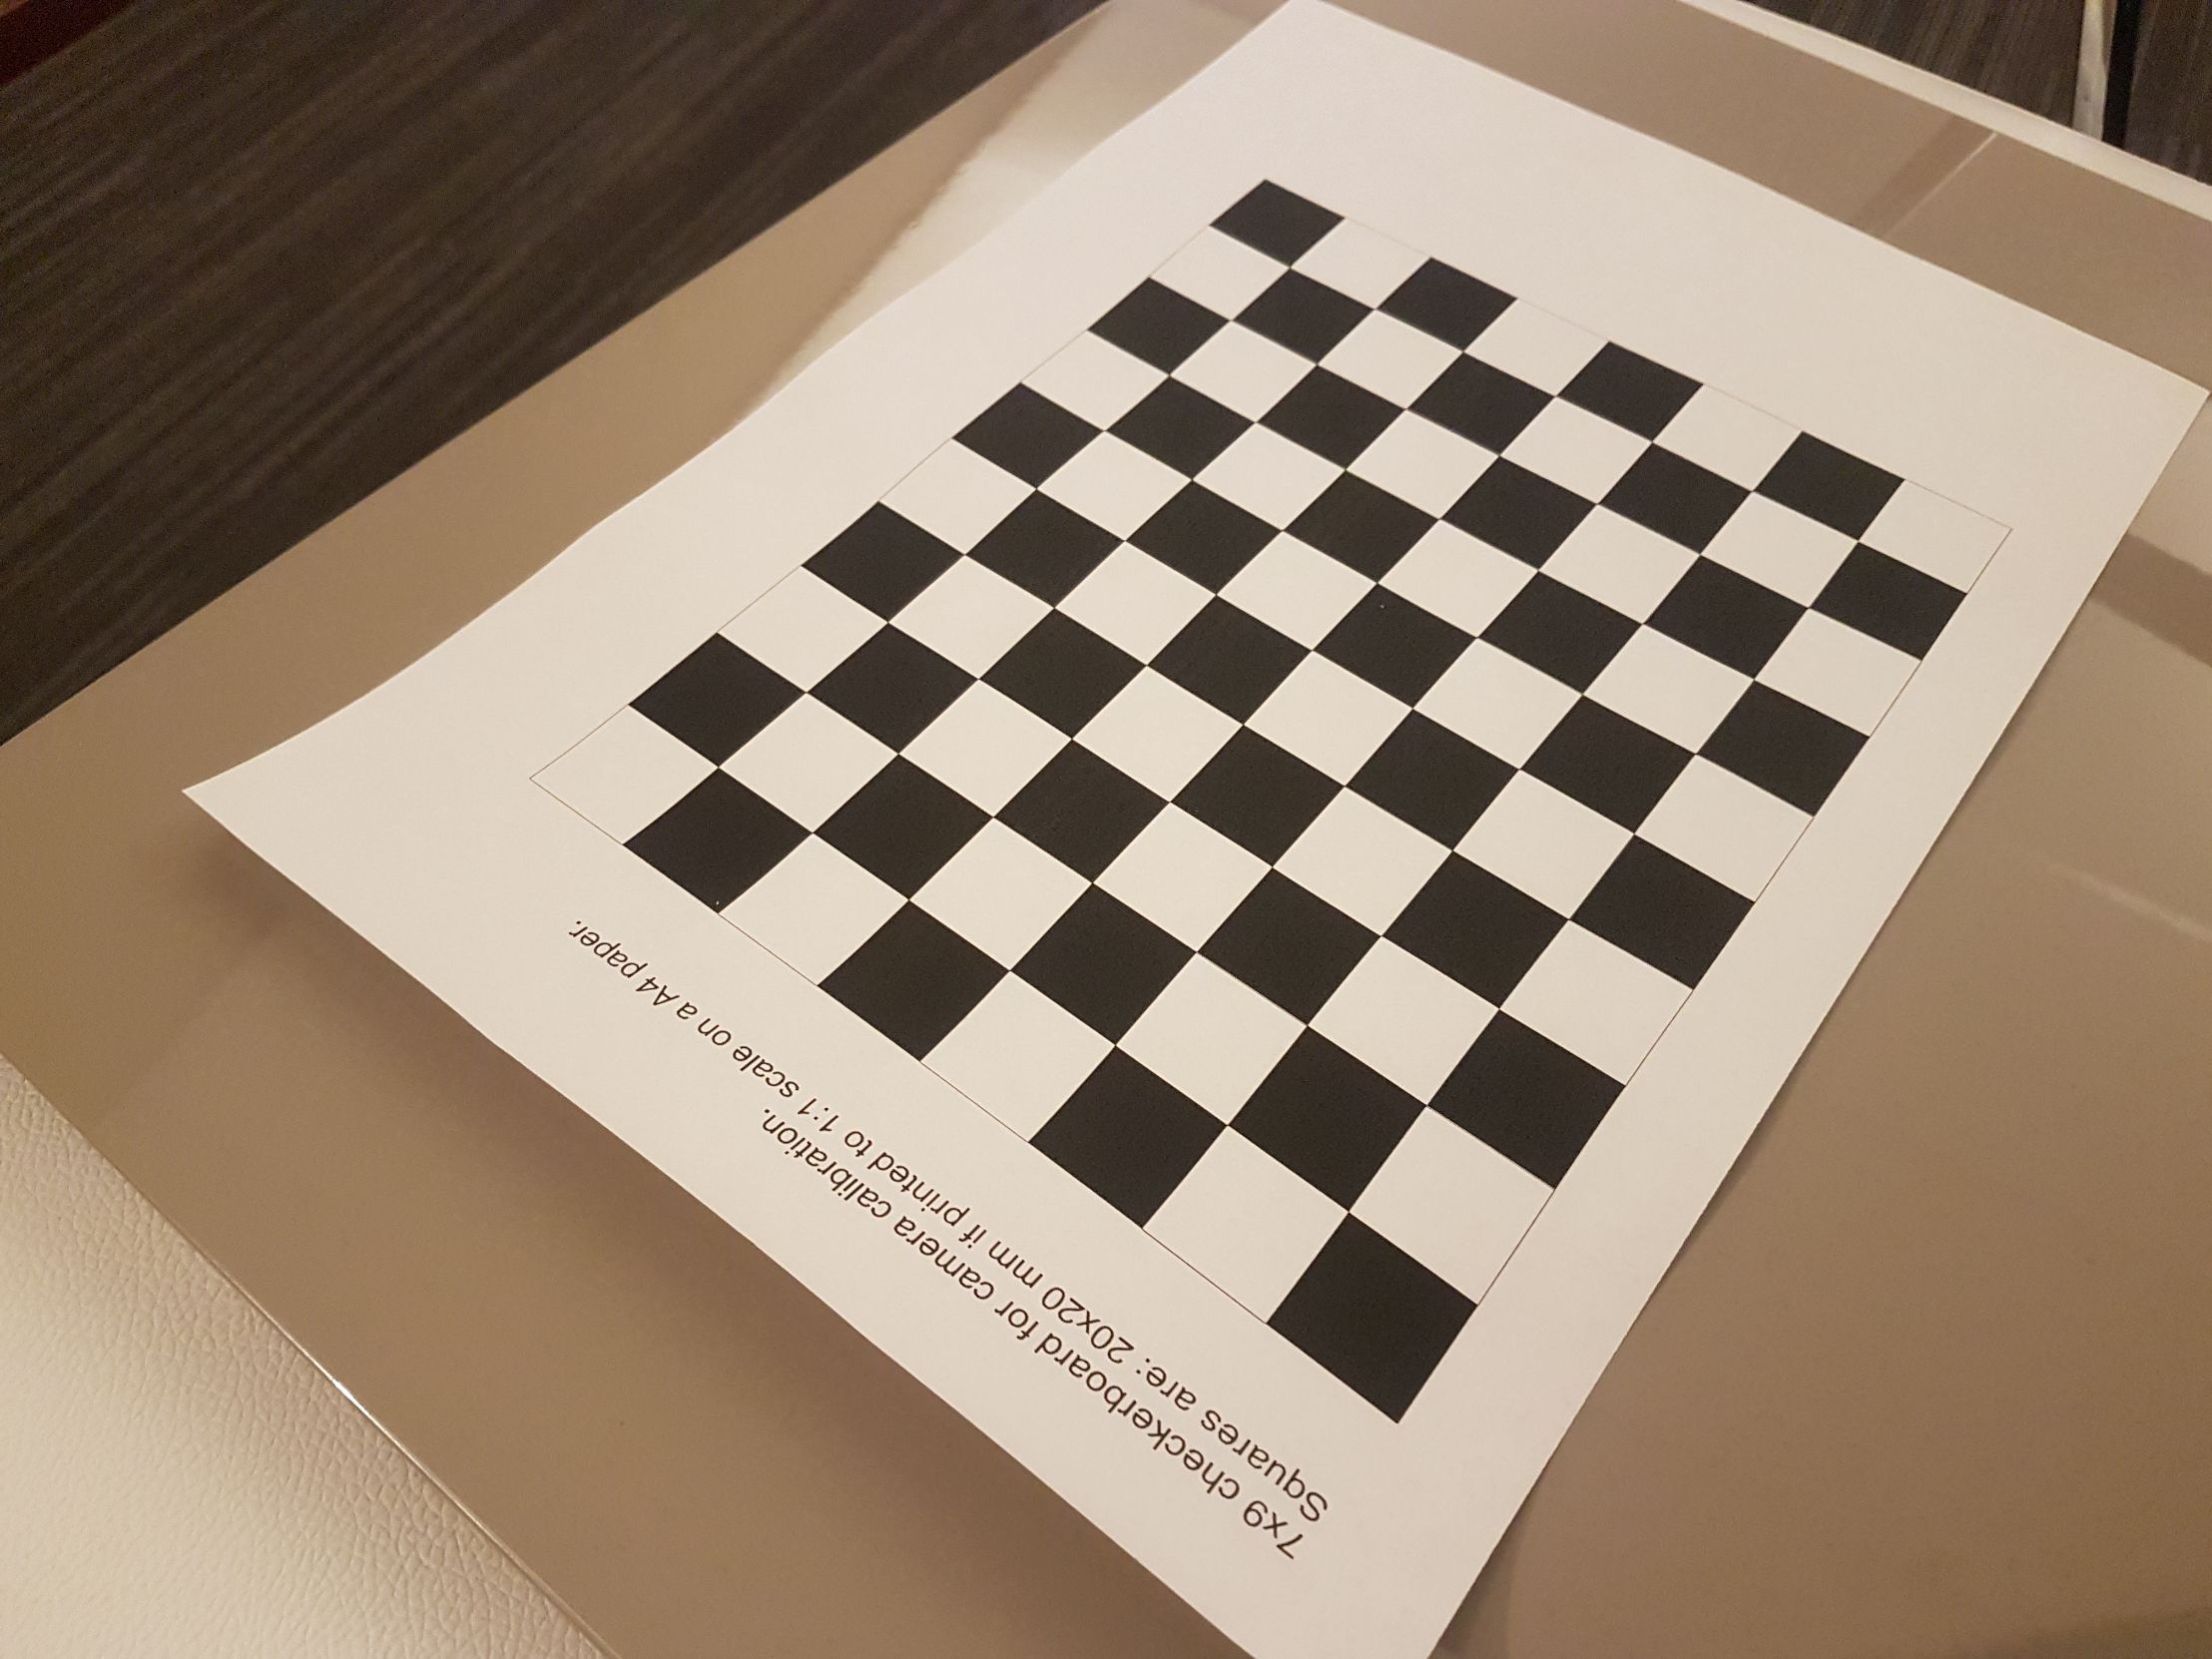 7x9 checkerboard for camera calibration.
Squares are: 20x20 mm if printed to 1:1 scale on a A4 paper.